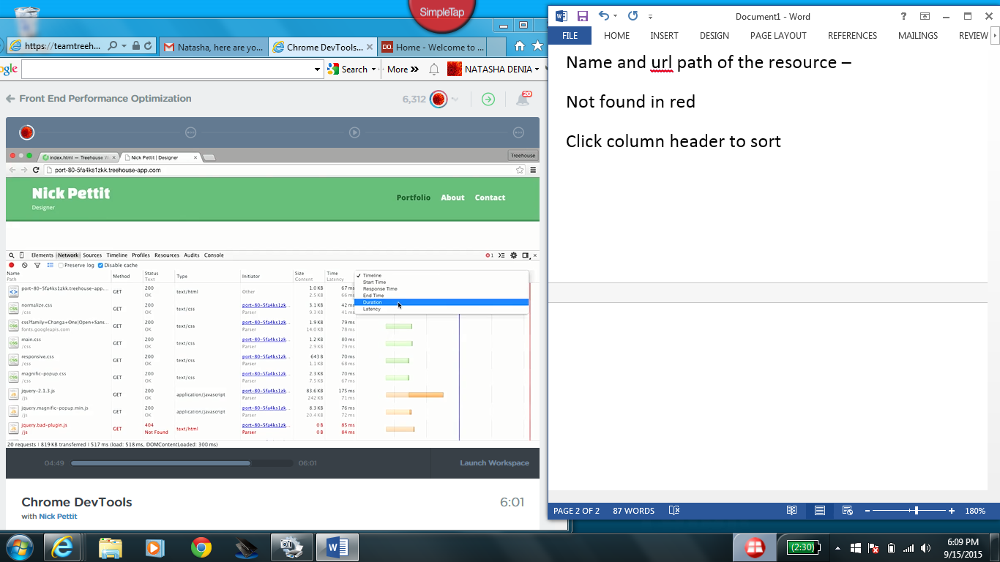 SimpleTap
https://teamtreeh...
Natasha, here are yo...
Chrome DevTools...
Home - Welcome to ...
ogle
Search
More »
NATASHA DENIA
Front End Performance Optimization
6,312
20
index.html — Treehouse W
Nick Pettit | Designer
Treehouse
port-80-5fa4ks1zkk.treehouse-app.com
Nick Pettit
Designer
Portfolio About Contact
Elements Network Sources Timeline Profiles Resources Audits Console
1
Preserve log Disable cache
Name Path Method Status Text Type Initiator Size Content Time Latency
Timeline
Start Time
Response Time
End Time
Duration
Latency
port-80-5fa4ks1zkk.treehouse-app.... GET 200 OK text/html Other 1.0 KB 2.5 KB 67 ms 66 ms
normalize.css /css GET 200 OK text/css port-80-5fa4ks1zk... Parser 3.1 KB 9.3 KB 42 ms 41 ms
css?family=Changa+One|Open+Sans... fonts.googleapis.com GET 200 OK text/css port-80-5fa4ks1zk... Parser 1.9 KB 14.0 KB 79 ms 78 ms
main.css /css GET 200 OK text/css port-80-5fa4ks1zk... Parser 1.2 KB 2.9 KB 80 ms 79 ms
responsive.css /css GET 200 OK text/css port-80-5fa4ks1zk... Parser 643 B 1.1 KB 70 ms 68 ms
magnific-popup.css /css GET 200 OK text/css port-80-5fa4ks1zk... Parser 2.3 KB 7.5 KB 70 ms 67 ms
jquery-2.1.3.js /js GET 200 OK application/javascript port-80-5fa4ks1zk... Parser 83.6 KB 242 KB 175 ms 71 ms
jquery.magnific-popup.min.js /js GET 200 OK application/javascript port-80-5fa4ks1zk... Parser 8.3 KB 20.4 KB 76 ms 72 ms
jquery.bad-plugin.js /js GET 404 Not Found text/html port-80-5fa4ks1zk... Parser 0 B 0 B 85 ms 84 ms
20 requests | 819 KB transferred | 517 ms (load: 518 ms, DOMContentLoaded: 300 ms)
04:49
06:01
Launch Workspace
Chrome DevTools
6:01
with Nick Pettit
Document1 - Word
FILE HOME INSERT DESIGN PAGE LAYOUT REFERENCES MAILINGS REVIEW
Name and url path of the resource –
Not found in red
Click column header to sort
PAGE 2 OF 2 87 WORDS
180%
(2:30)
6:09 PM
9/15/2015